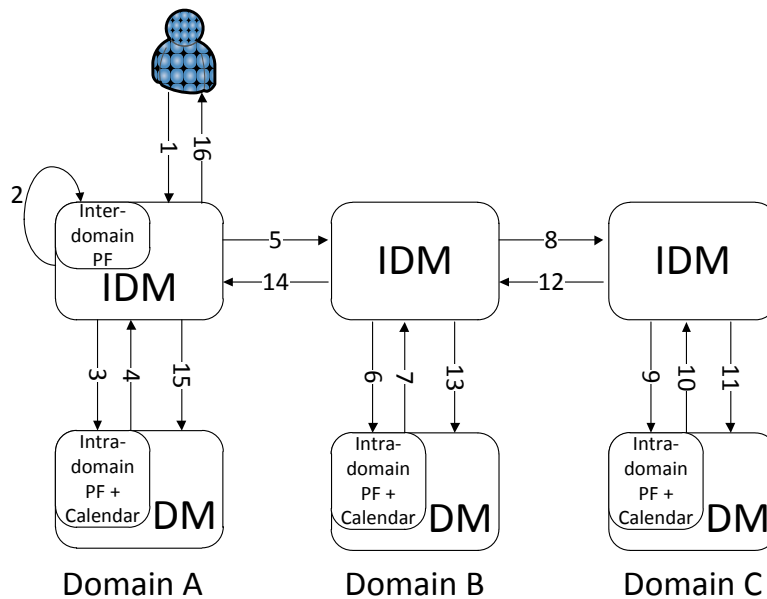 1
16
2
Inter-
domain
PF
IDM
5
14
IDM
8
12
IDM
3
4
15
6
7
13
9
10
11
Intra-
domain
PF +
Calendar
DM
Intra-
domain
PF +
Calendar
DM
Intra-
domain
PF +
Calendar
DM
Domain A
Domain B
Domain C